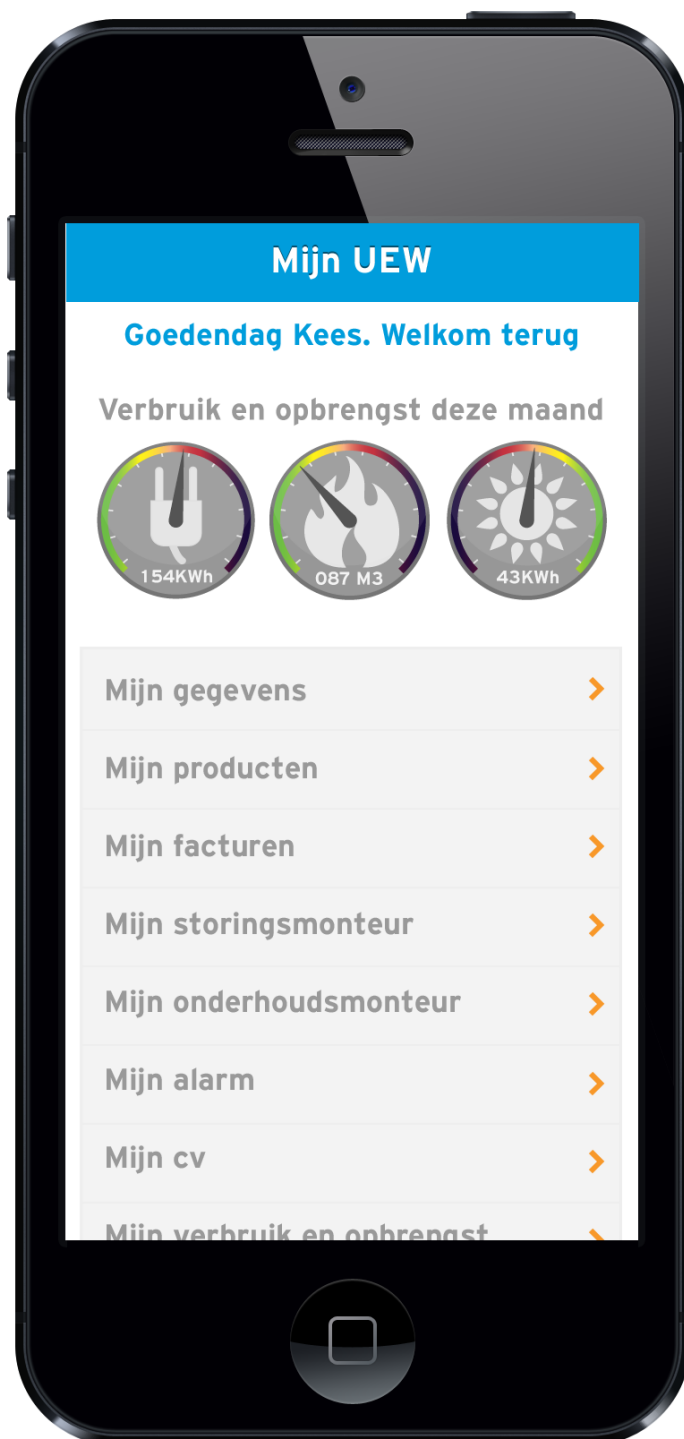 Mijn UEW
Goedendag Kees. Welkom terug
Verbruik en opbrengst deze maand
154KWh
087 M3
43KWh
Mijn gegevens
Mijn producten
Mijn facturen
Mijn storingsmonteur
Mijn onderhoudsmonteur
Mijn alarm
Mijn cv
Mijn verbruik en opbrengst